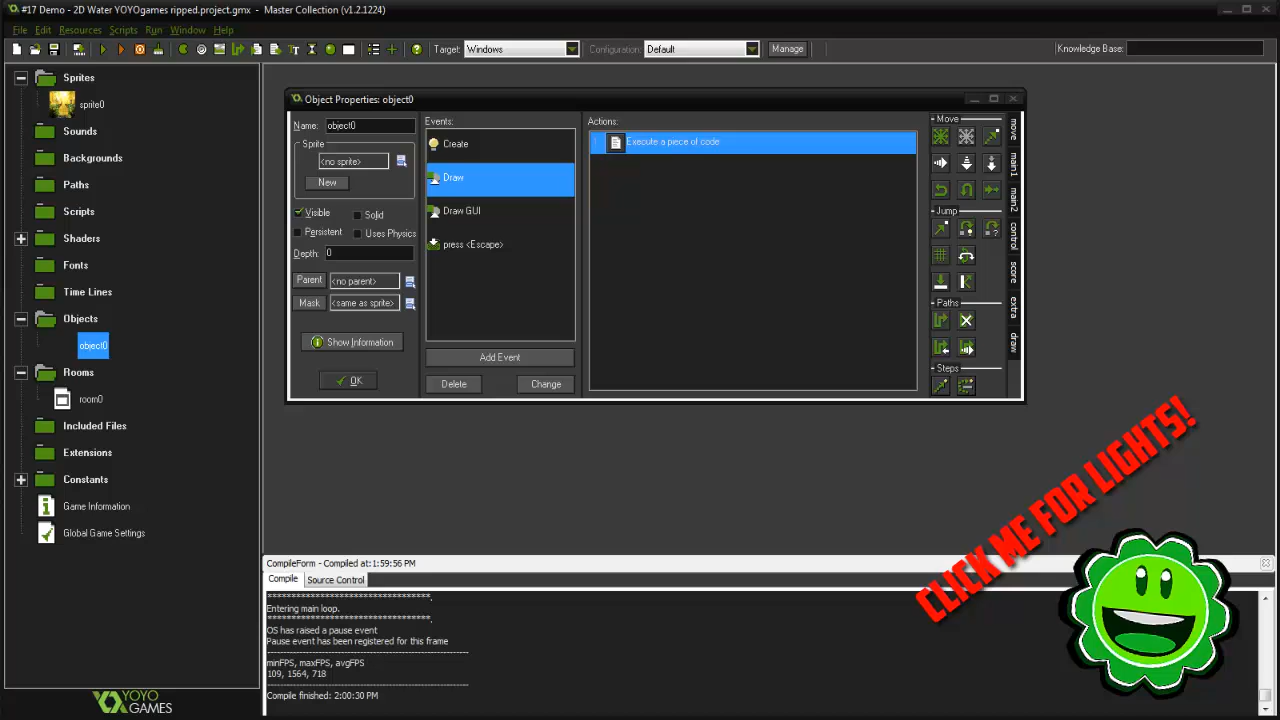 #17 Demo - 2D Water YOYOgames ripped.project.gmx - Master Collection (v1.2.1224)
File Edit Resources Scripts Run Window Help
Target: Windows Configuration: Default Manage Knowledge Base:
Sprites
sprite0
Sounds
Backgrounds
Paths
Scripts
Shaders
Fonts
Time Lines
Objects
object0
Rooms
room0
Included Files
Extensions
Constants
Game Information
Global Game Settings
YOYO
GAMES
Object Properties: object0
Name: object0
Sprite
<no sprite>
New
Visible Solid
Persistent Uses Physics
Depth: 0
Parent <no parent>
Mask <same as sprite>
Show Information
OK
Events:
Create
Draw
Draw GUI
press <Escape>
Add Event
Delete Change
Actions:
1 Execute a piece of code
Move
Jump
Paths
Steps
move
main1
main2
control
score
extra
draw
CLICK ME FOR LIGHTS!
CompileForm - Compiled at:1:59:56 PM
Compile Source Control
***********************************.
Entering main loop.
***********************************.
OS has raised a pause event
Pause event has been registered for this frame
--------------------------------------------------------------
minFPS, maxFPS, avgFPS
109, 1564, 718
--------------------------------------------------------------
Compile finished: 2:00:30 PM